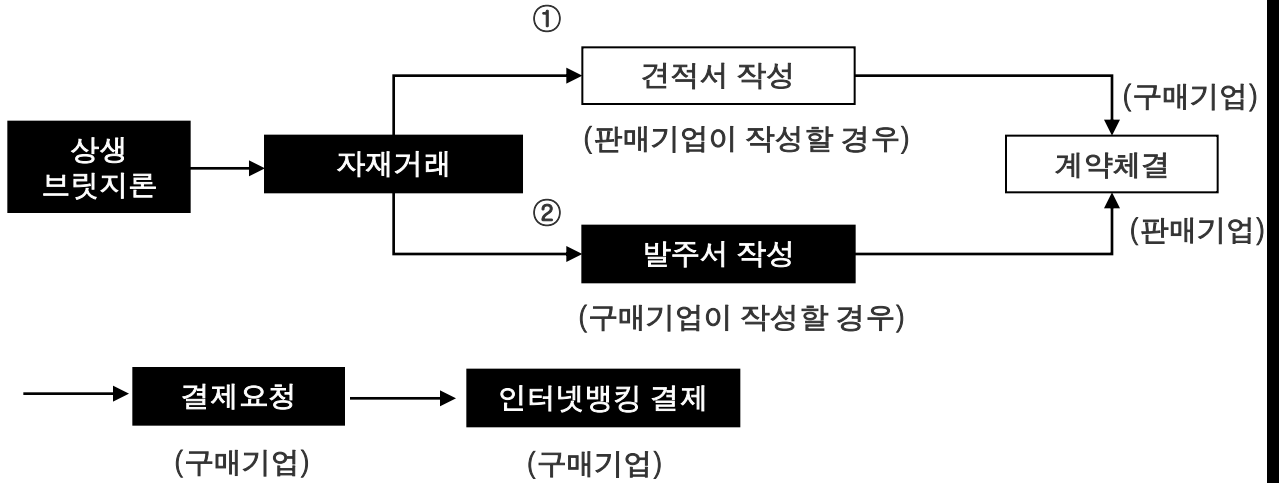 상생
브릿지론
자재거래
①
견적서 작성
(판매기업이 작성할 경우)
②
발주서 작성
(구매기업이 작성할 경우)
(구매기업)
계약체결
(판매기업)
결제요청
(구매기업)
인터넷뱅킹 결제
(구매기업)